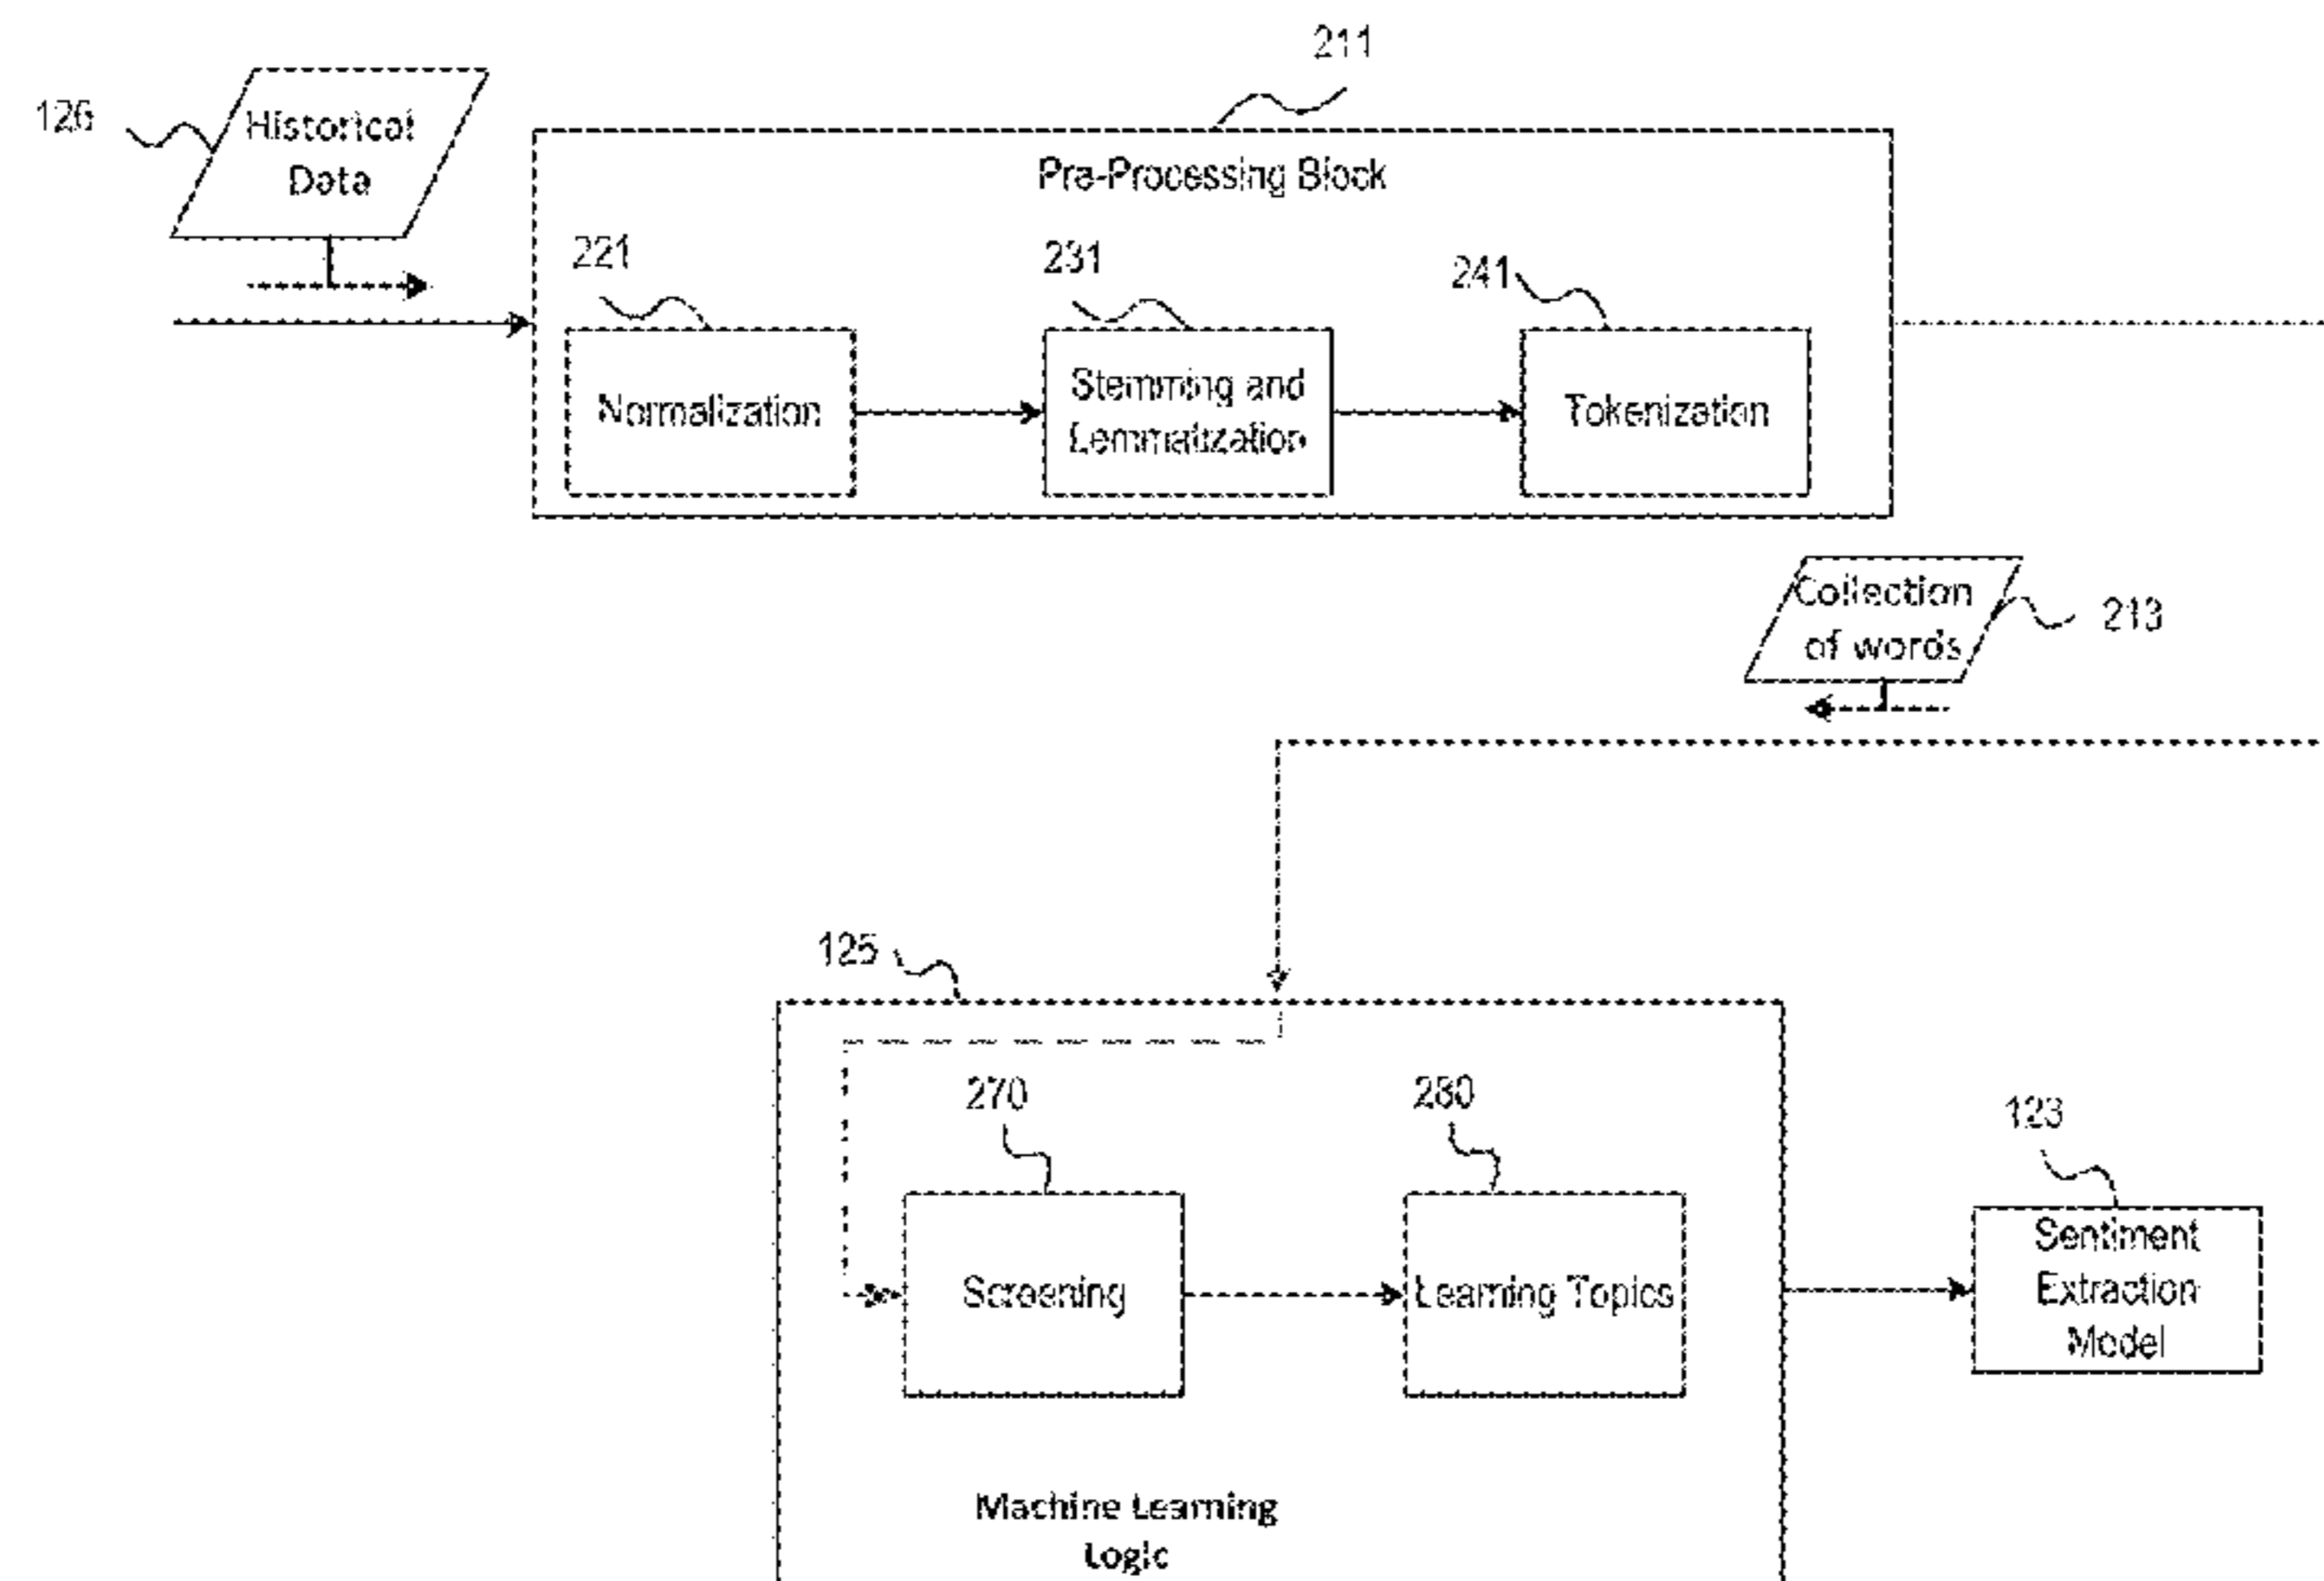 211
126
Historical
Data
Pre-Processing Block
221
231
241
Normalization
Stemming and
Lemmatization
Tokenization
Collection
of words
213
125
270
280
123
Screening
Learning Topics
Sentiment
Extraction
Model
Machine Learning
Logic